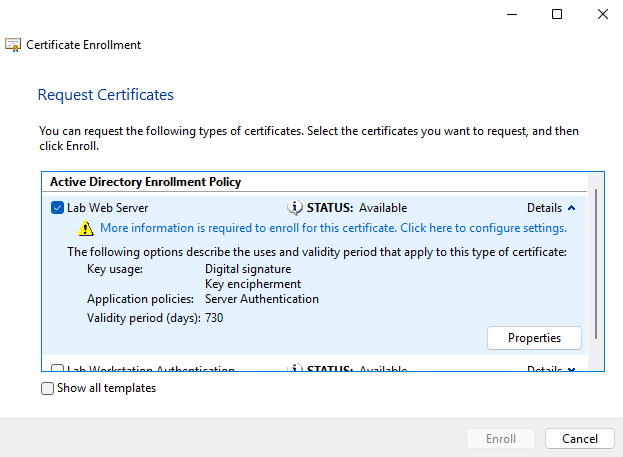 Certificate Enrollment
Request Certificates
You can request the following types of certificates. Select the certificates you want to request, and then
click Enroll.
Active Directory Enrollment Policy
Lab Web Server STATUS: Available Details
More information is required to enroll for this certificate. Click here to configure settings.
The following options describe the uses and validity period that apply to this type of certificate:
Key usage: Digital signature
Key encipherment
Application policies: Server Authentication
Validity period (days): 730
Properties
Lab Workstation Authentication STATUS: Available Details
Show all templates
Enroll Cancel